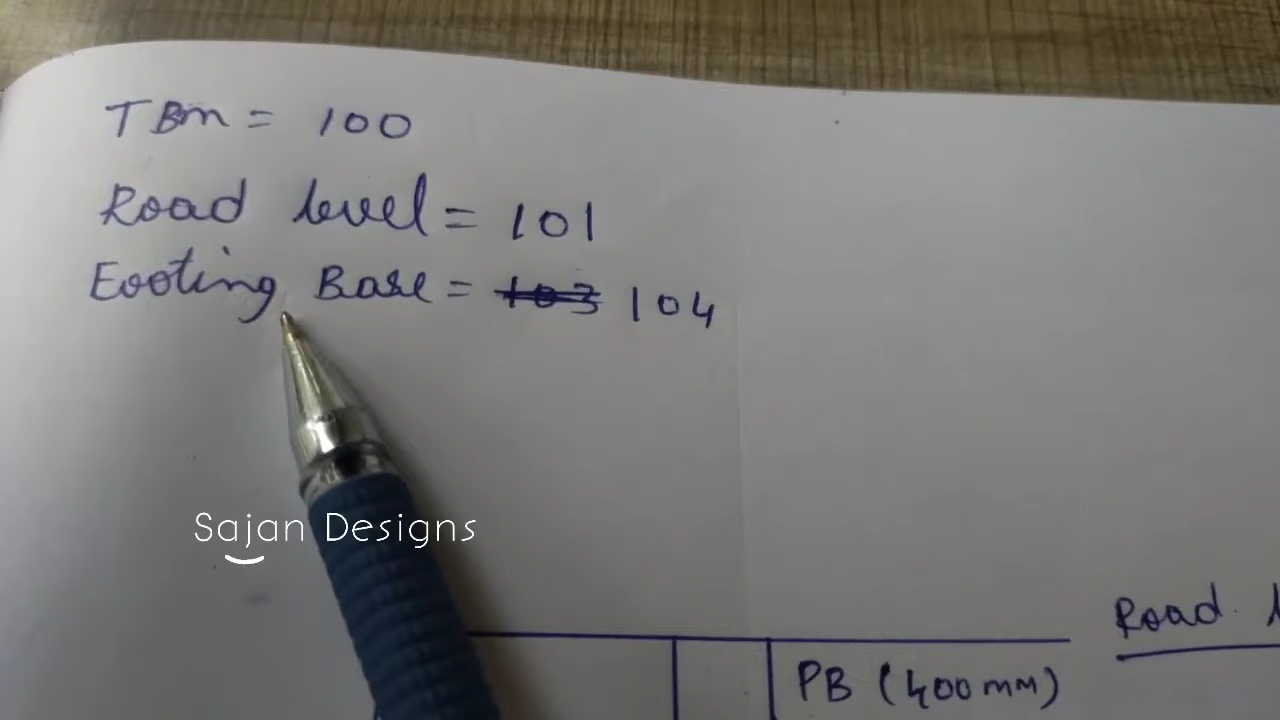 TBM = 100
Road level = 101
Footing Base = 103 104
Sajan Designs
Road
PB (400mm)